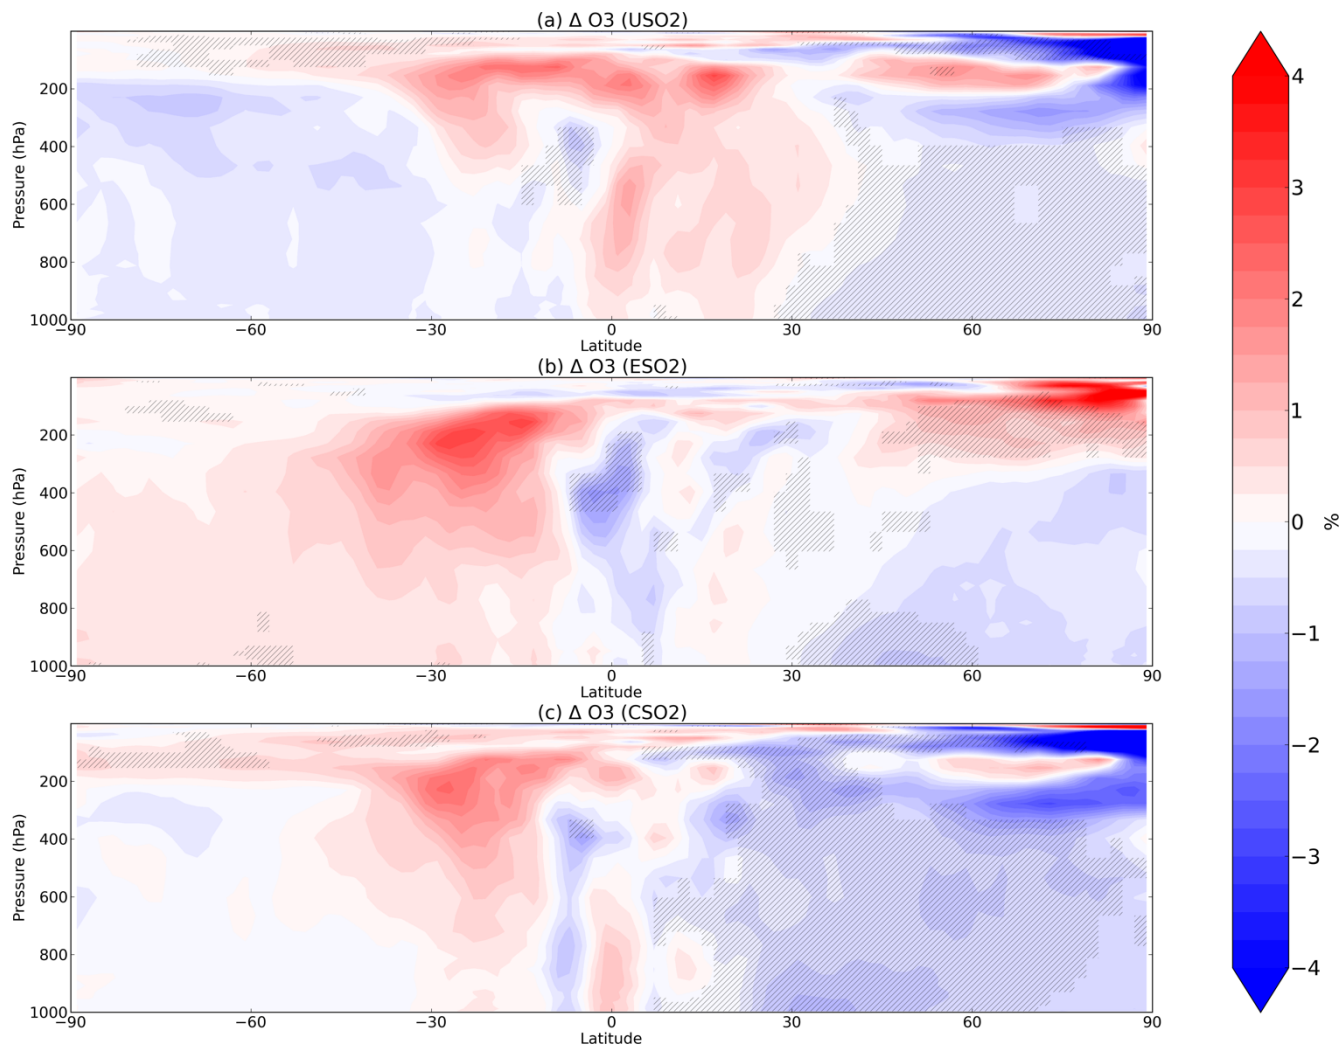 (a) Δ O3 (USO2)
Pressure (hPa)
200
400
600
800
1000
−90 −60 −30 0 30 60 90
Latitude
(b) Δ O3 (ESO2)
Pressure (hPa)
200
400
600
800
1000
−90 −60 −30 0 30 60 90
Latitude
(c) Δ O3 (CSO2)
Pressure (hPa)
200
400
600
800
1000
−90 −60 −30 0 30 60 90
Latitude
4
3
2
1
0
−1
−2
−3
−4
%